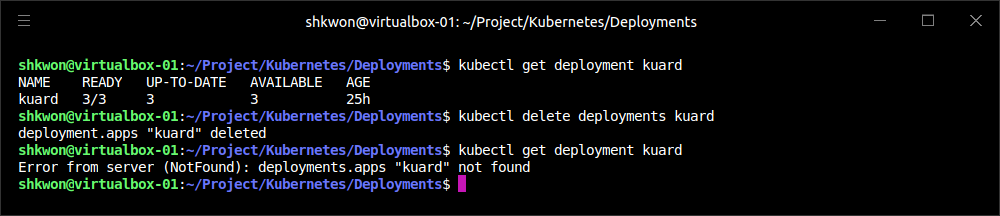 shkwon@virtualbox-01: ~/Project/Kubernetes/Deployments
shkwon@virtualbox-01:~/Project/Kubernetes/Deployments$ kubectl get deployment kuard
NAME    READY   UP-TO-DATE   AVAILABLE   AGE
kuard   3/3     3            3           25h
shkwon@virtualbox-01:~/Project/Kubernetes/Deployments$ kubectl delete deployments kuard
deployment.apps "kuard" deleted
shkwon@virtualbox-01:~/Project/Kubernetes/Deployments$ kubectl get deployment kuard
Error from server (NotFound): deployments.apps "kuard" not found
shkwon@virtualbox-01:~/Project/Kubernetes/Deployments$